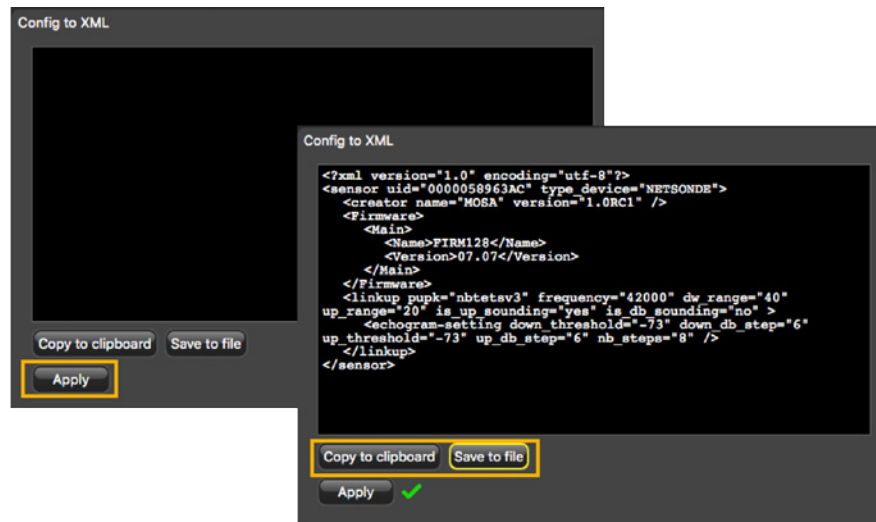 Config to XML
Copy to clipboard Save to file
Apply
Config to XML
<?xml version="1.0" encoding="utf-8"?>
<sensor uid="0000058963AC" type_device="NETSONDE">
<creator name="MOSA" version="1.0RC1" />
<Firmware>
<Main>
<Name>FIRM128</Name>
<Version>07.07</Version>
</Main>
</Firmware>
<linkup pupk="nbtetsv3" frequency="42000" dw_range="40"
up_range="20" is_up_sounding="yes" is_db_sounding="no" >
<echogram-setting down_threshold="-73" down_db_step="6"
up_threshold="-73" up_db_step="6" nb_steps="8" />
</linkup>
</sensor>
Copy to clipboard Save to file
Apply